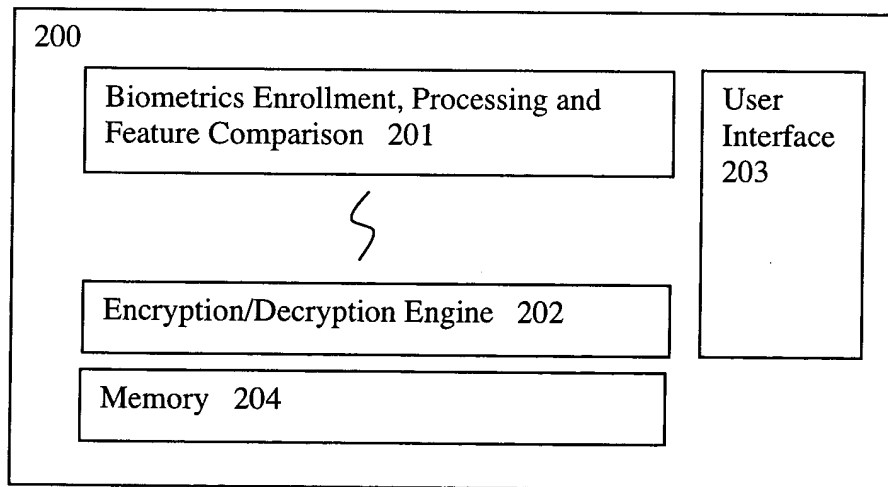 200
Biometrics Enrollment, Processing and
Feature Comparison 201
User
Interface
203
Encryption/Decryption Engine 202
Memory 204